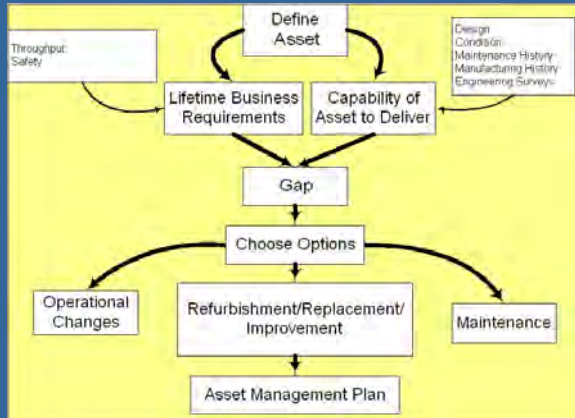 Define
Asset
Throughput
Safety
Design
Condison
Maintenance History
Manufacturing History
Engineering Surveys
Lifetime Business
Requirements
Capability of
Asset to Deliver
Gap
Choose Options
Operational
Changes
Refurbishment/Replacement/
Improvement
Maintenance
Asset Management Plan